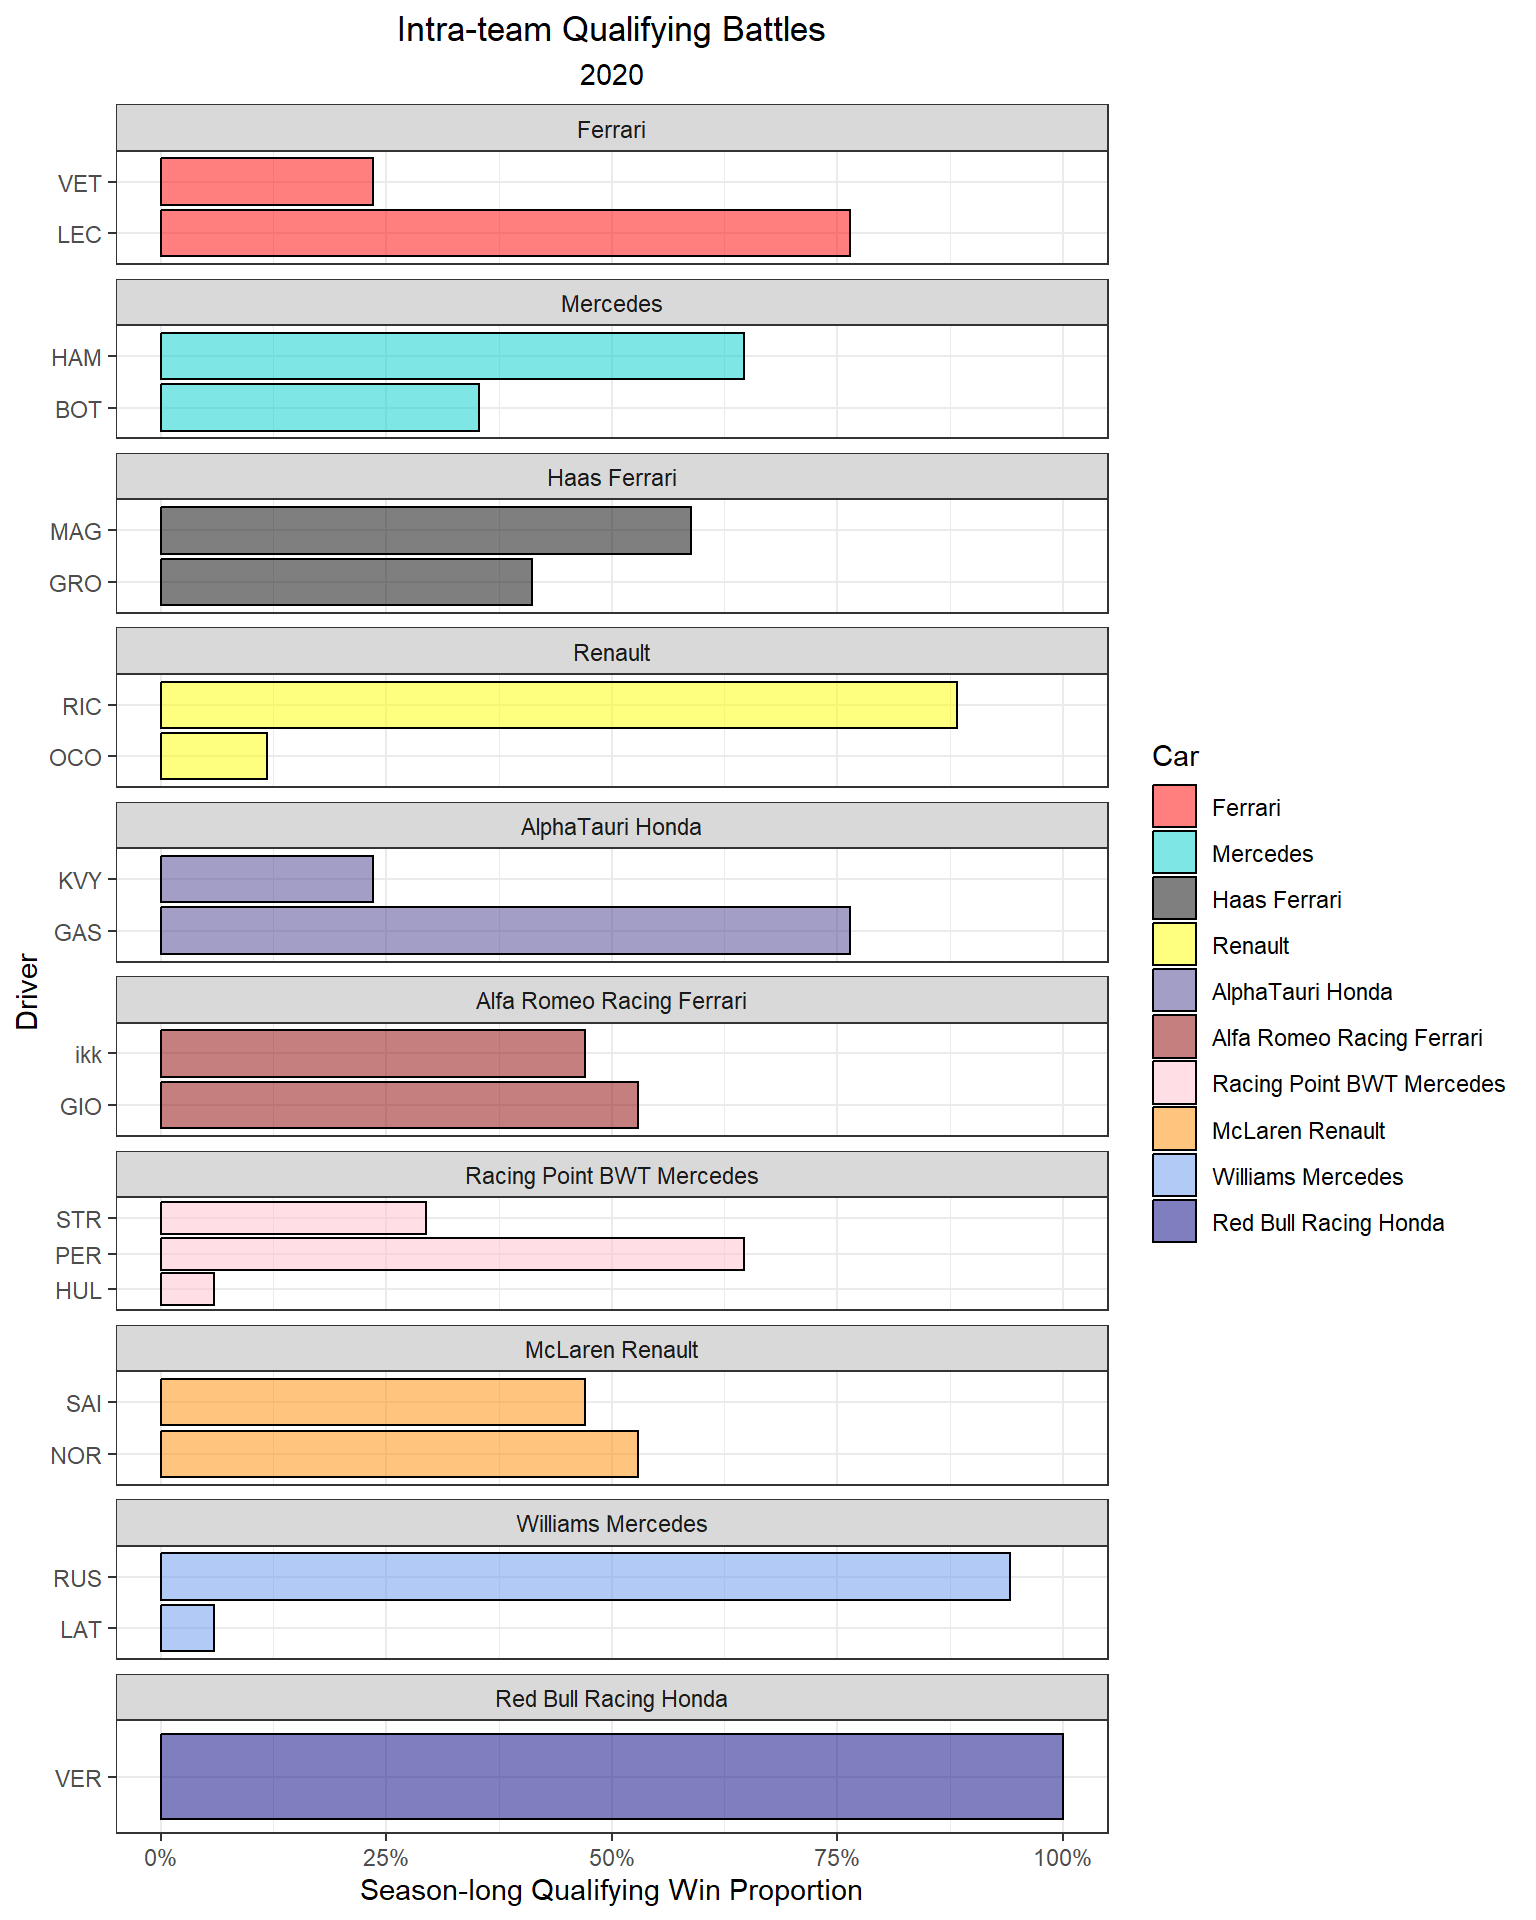 Intra-team Qualifying Battles
2020
Ferrari
VET
LEC
Mercedes
HAM
BOT
Haas Ferrari
MAG
GRO
Renault
RIC
OCO
AlphaTauri Honda
KVY
GAS
Alfa Romeo Racing Ferrari
ikk
GIO
Racing Point BWT Mercedes
STR
PER
HUL
McLaren Renault
SAI
NOR
Williams Mercedes
RUS
LAT
Red Bull Racing Honda
VER
0% 25% 50% 75% 100%
Season-long Qualifying Win Proportion
Driver
Car
Ferrari
Mercedes
Haas Ferrari
Renault
AlphaTauri Honda
Alfa Romeo Racing Ferrari
Racing Point BWT Mercedes
McLaren Renault
Williams Mercedes
Red Bull Racing Honda